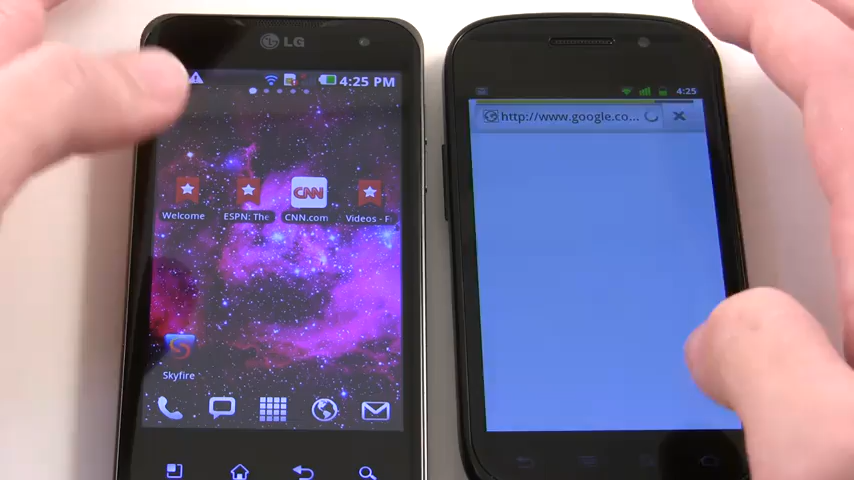 LG
4:25 PM
4:25
http://www.google.co...
Welcome
ESPN: The
CNN
CNN.com
Videos - F
Skyfire